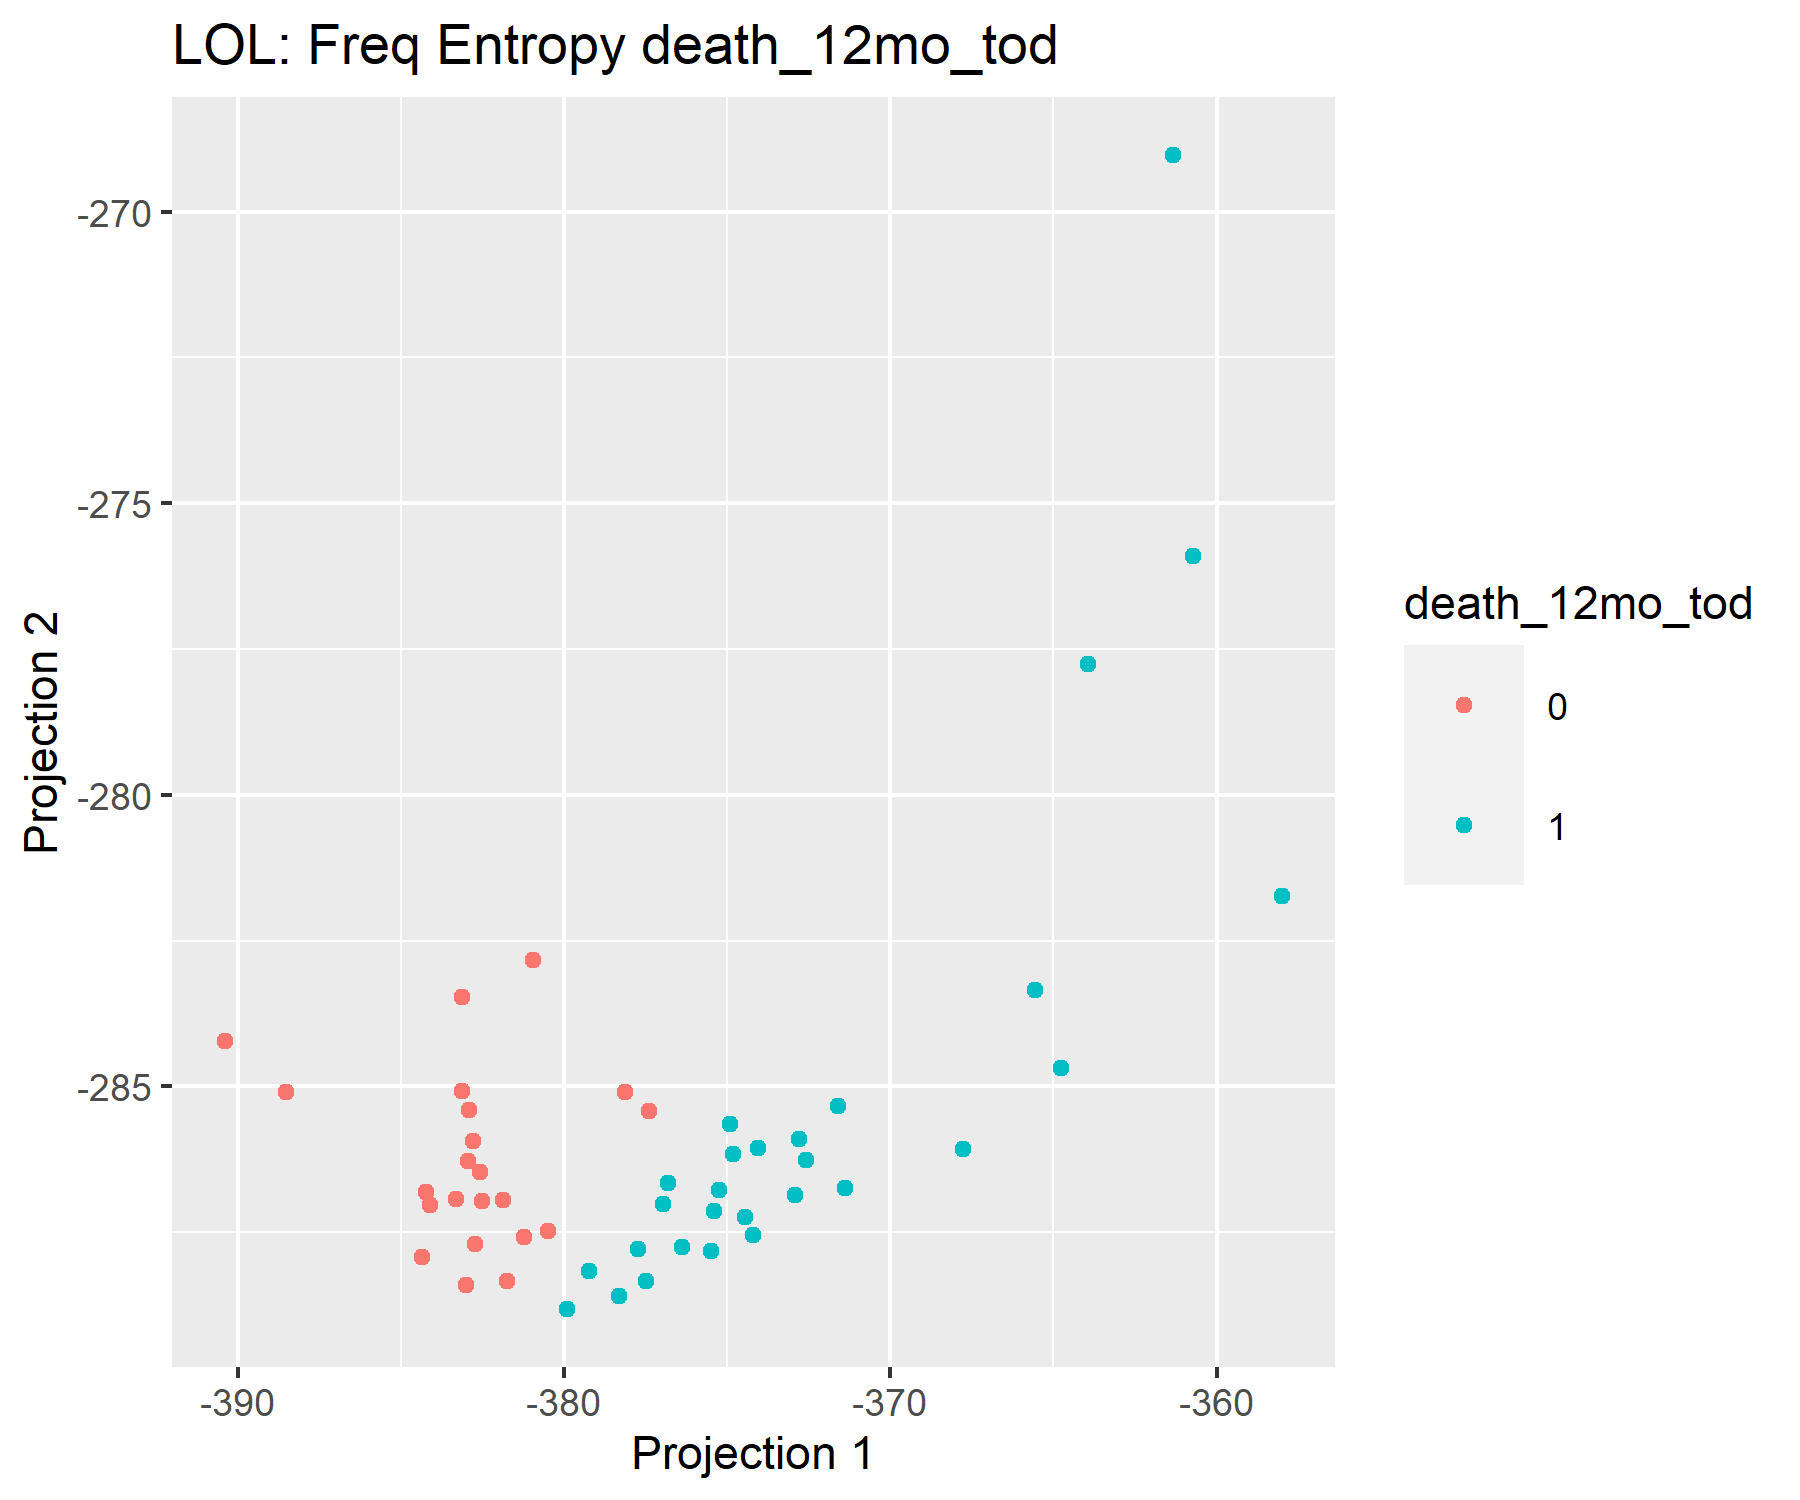 LOL: Freq Entropy death_12mo_tod
-270
-275
-280
-285
Projection 2
-390
-380
-370
-360
Projection 1
death_12mo_tod
0
1